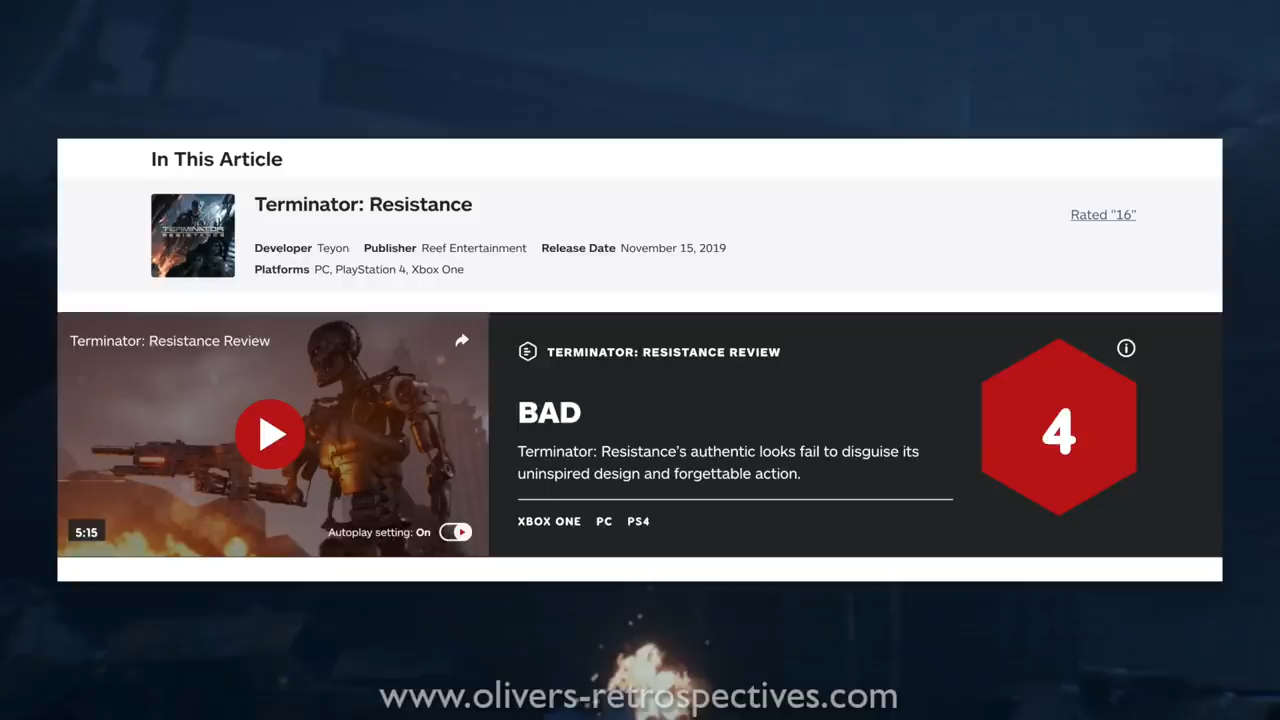 In This Article
TERMINATOR
RESISTANCE
Terminator: Resistance
Rated "16"
Developer Teyon Publisher Reef Entertainment Release Date November 15, 2019
Platforms PC, PlayStation 4, Xbox One
Terminator: Resistance Review
TERMINATOR: RESISTANCE REVIEW
BAD
4
Terminator: Resistance's authentic looks fail to disguise its
uninspired design and forgettable action.
XBOX ONE PC PS4
5:15
Autoplay setting: On
www.olivers-retrospectives.com